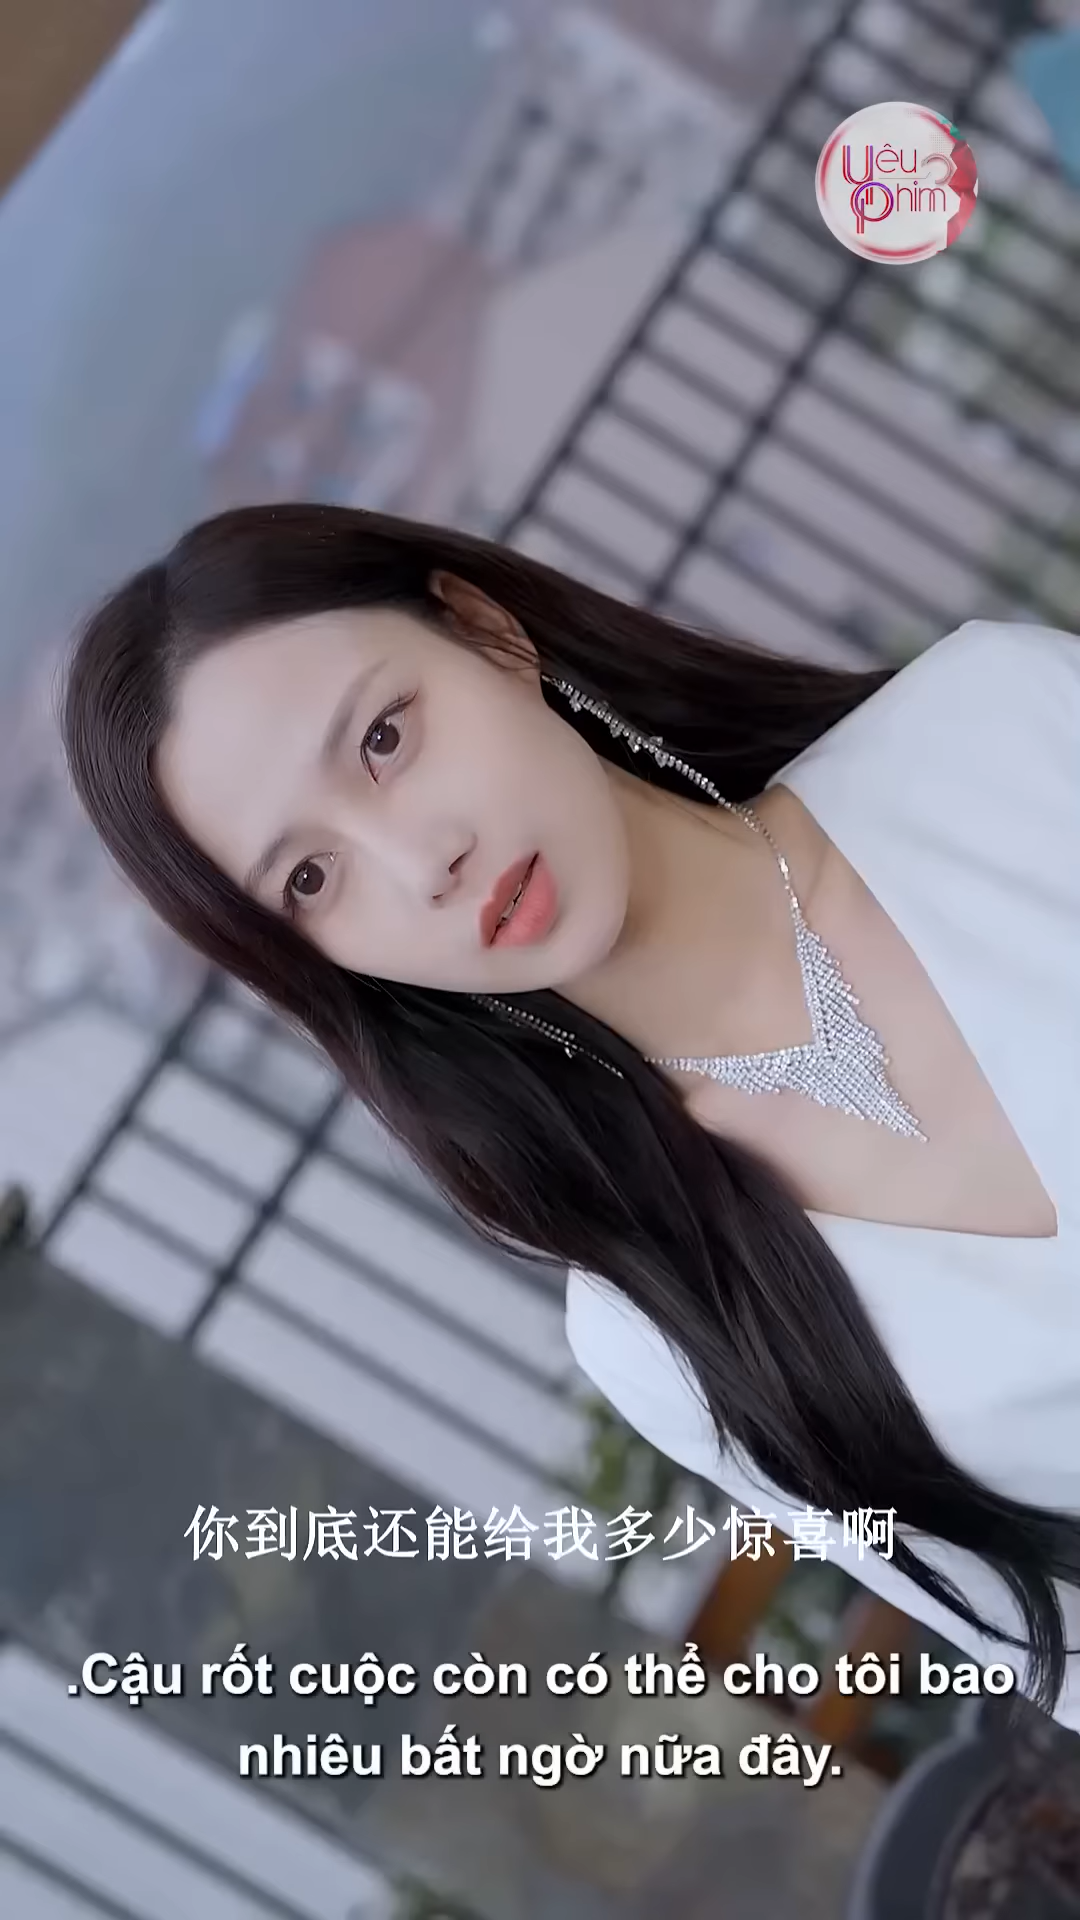 Yêu
Phim
你到底还能给我多少惊喜啊
.Cậu rốt cuộc còn có thể cho tôi bao
nhiêu bất ngờ nữa đây.